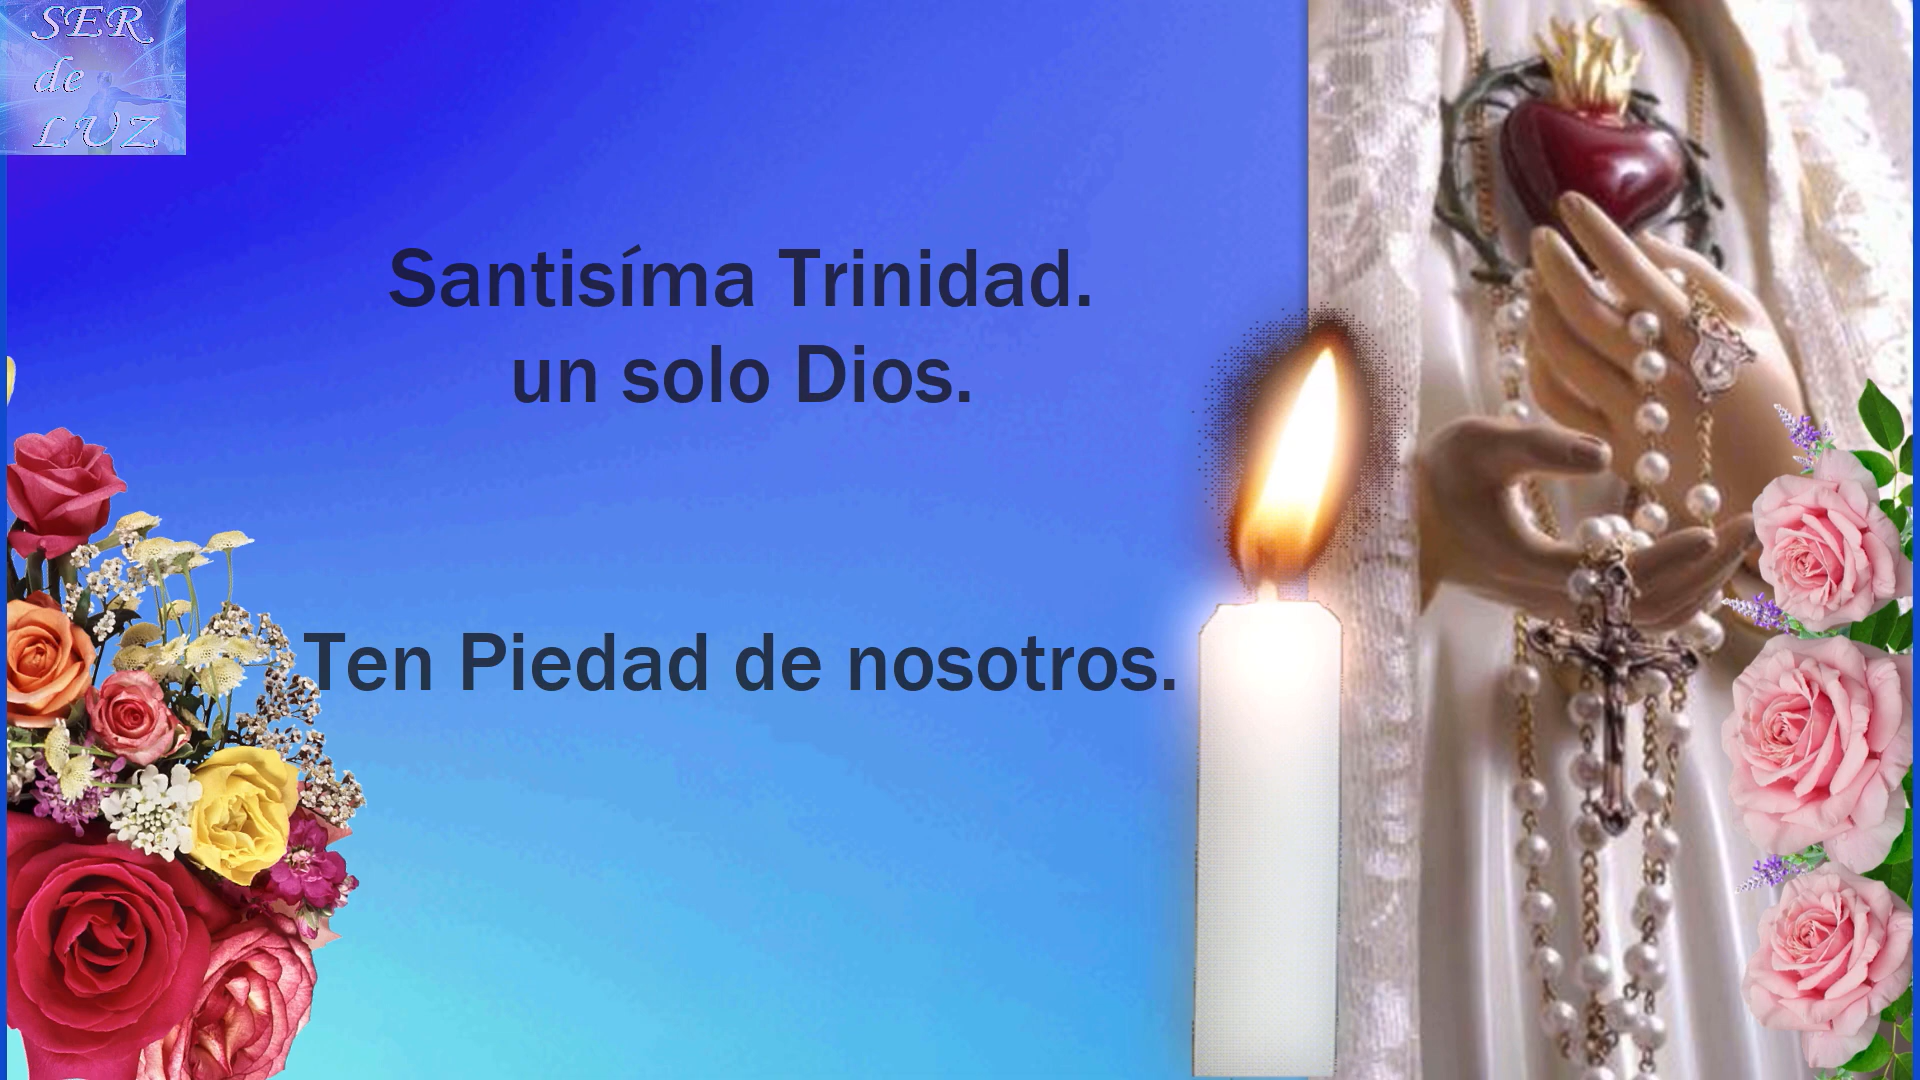 SER
de
LUZ
Santisíma Trinidad.
un solo Dios.
Ten Piedad de nosotros.